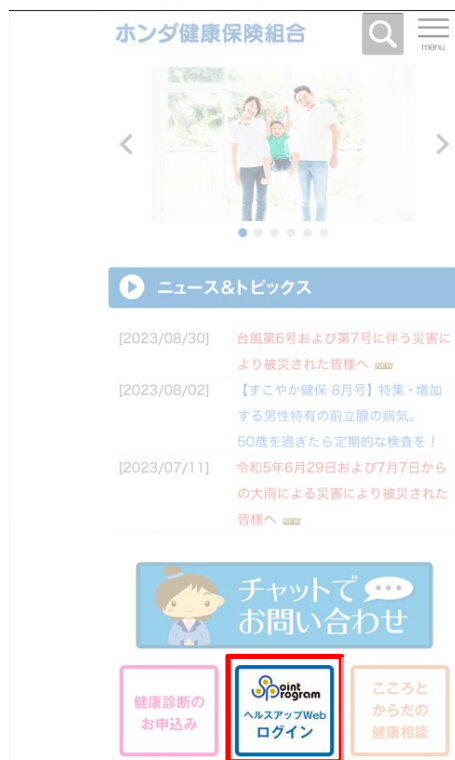 ホンダ健康保険組合
menu
ニュース&トピックス
[2023/08/30] 台風第6号および第7号に伴う災害に
より被災された皆様へ NEW
[2023/08/02] 【すこやか健保 8月号】特集・増加
する男性特有の前立腺の病気。
50歳を過ぎたら定期的な検査を！
[2023/07/11] 令和5年6月29日および7月7日から
の大雨による災害により被災された
皆様へ NEW
チャットで
お問い合わせ
健康診断の
お申込み
Point
Program
ヘルスアップWeb
ログイン
こころと
からだの
健康相談